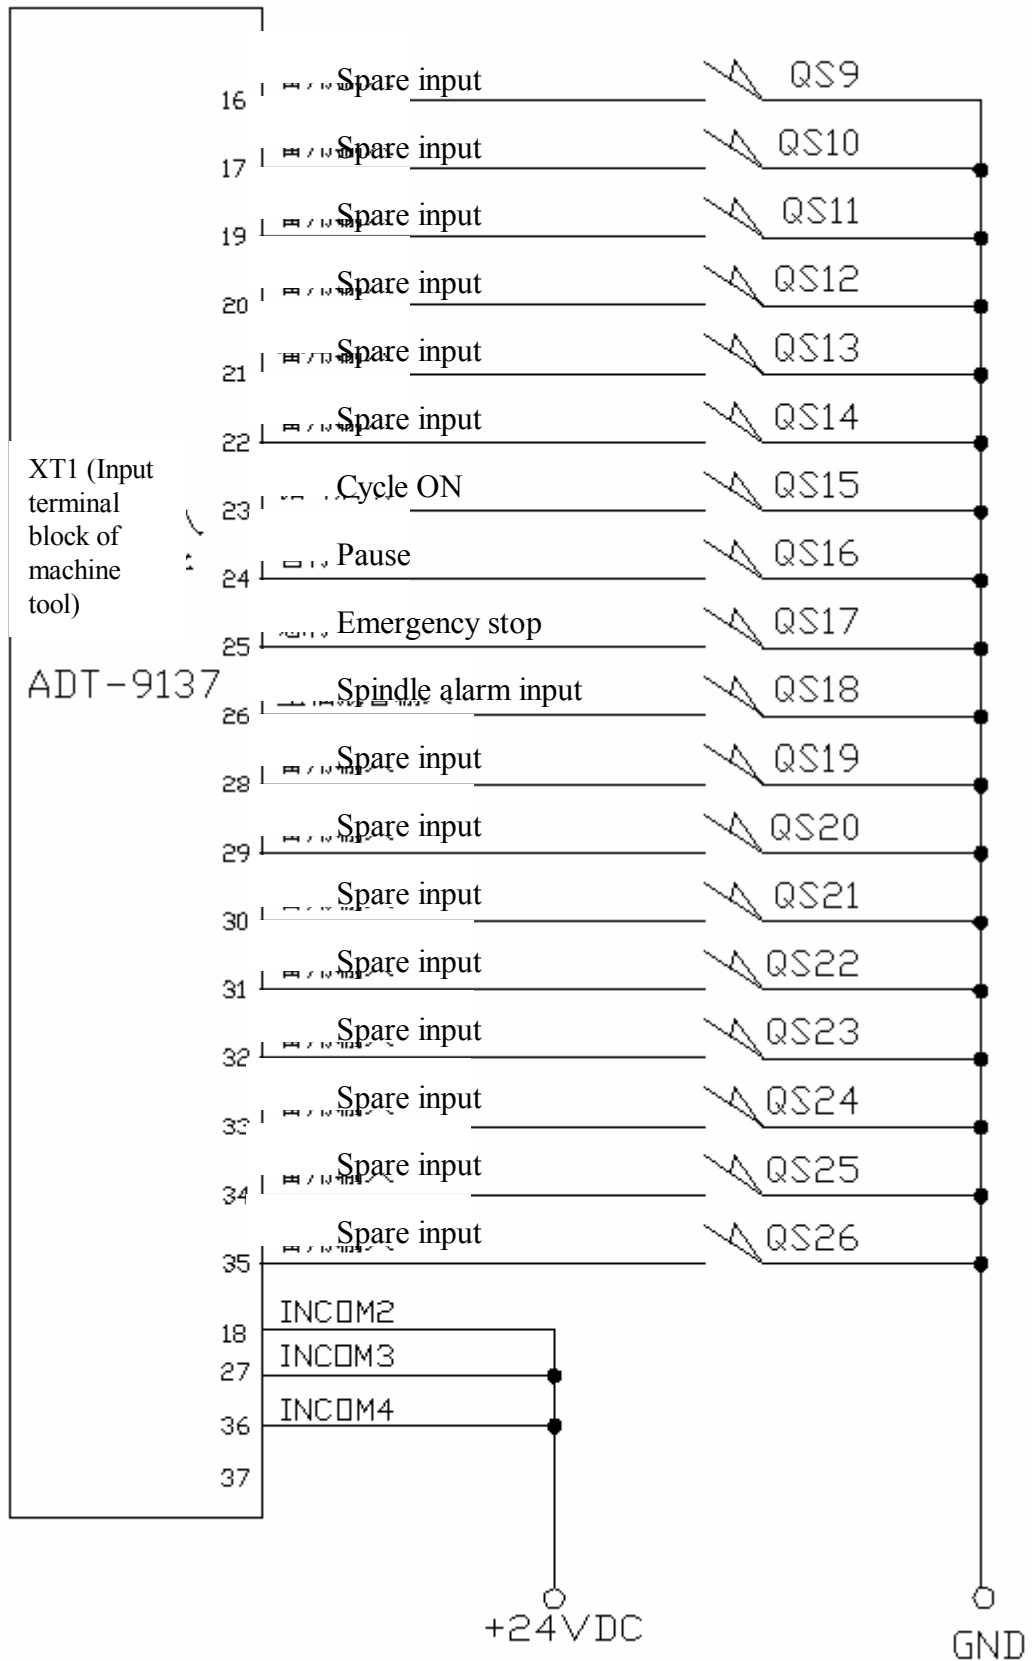 16 Spare input QS9
17 Spare input QS10
19 Spare input QS11
20 Spare input QS12
21 Spare input QS13
22 Spare input QS14
XT1 (Input
terminal
block of
machine
tool)
23 Cycle ON QS15
24 Pause QS16
25 Emergency stop QS17
ADT-9137
26 Spindle alarm input QS18
28 Spare input QS19
29 Spare input QS20
30 Spare input QS21
31 Spare input QS22
32 Spare input QS23
33 Spare input QS24
34 Spare input QS25
35 Spare input QS26
18 INCOM2
27 INCOM3
36 INCOM4
37
+24VDC
GND